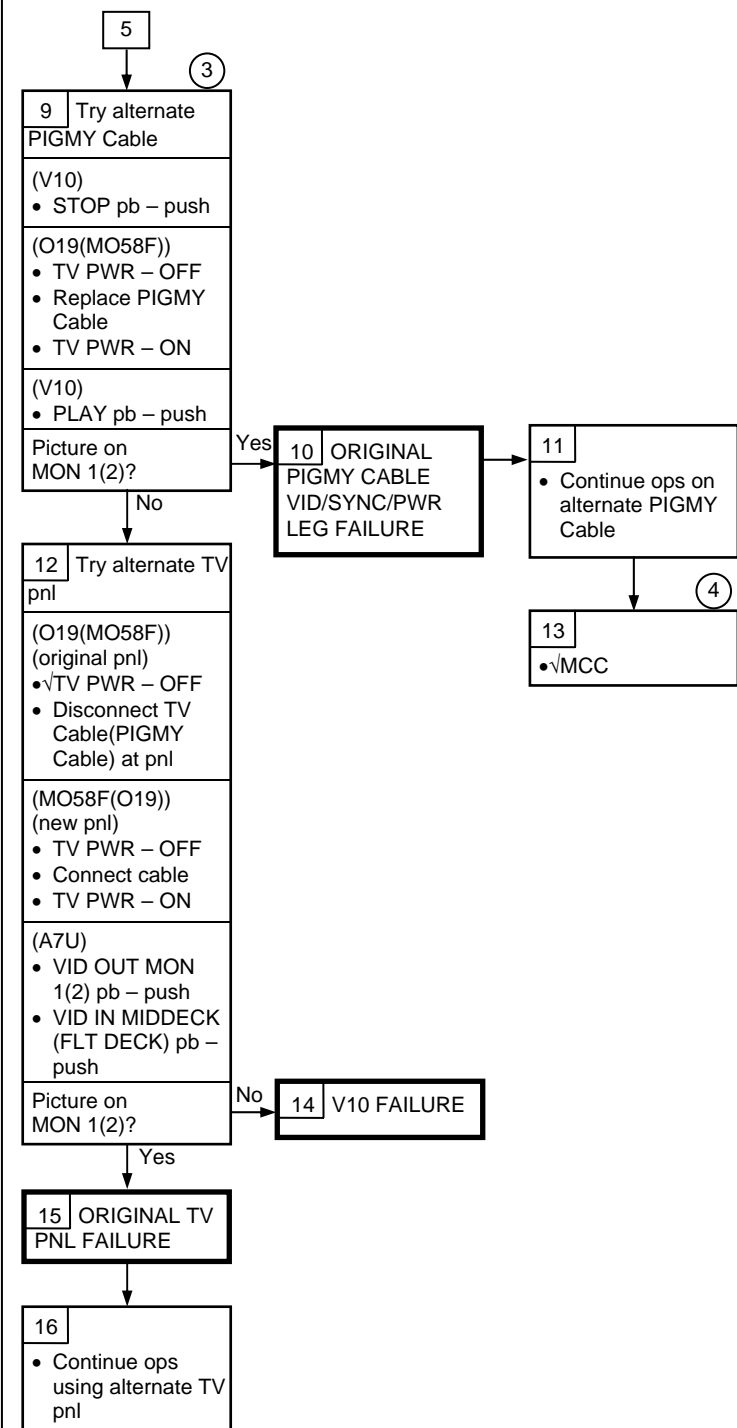 5
3
9 Try alternate
PIGMY Cable
(V10)
• STOP pb – push
(O19(MO58F))
• TV PWR – OFF
• Replace PIGMY
Cable
• TV PWR – ON
(V10)
• PLAY pb – push
Picture on
MON 1(2)?
Yes
10 ORIGINAL
PIGMY CABLE
VID/SYNC/PWR
LEG FAILURE
11
• Continue ops on
alternate PIGMY
Cable
4
13
•√MCC
No
12 Try alternate TV
pnl
(O19(MO58F))
(original pnl)
•√TV PWR – OFF
• Disconnect TV
Cable(PIGMY
Cable) at pnl
(MO58F(O19))
(new pnl)
• TV PWR – OFF
• Connect cable
• TV PWR – ON
(A7U)
• VID OUT MON
1(2) pb – push
• VID IN MIDDECK
(FLT DECK) pb –
push
Picture on
MON 1(2)?
No
14 V10 FAILURE
Yes
15 ORIGINAL TV
PNL FAILURE
16
• Continue ops
using alternate TV
pnl